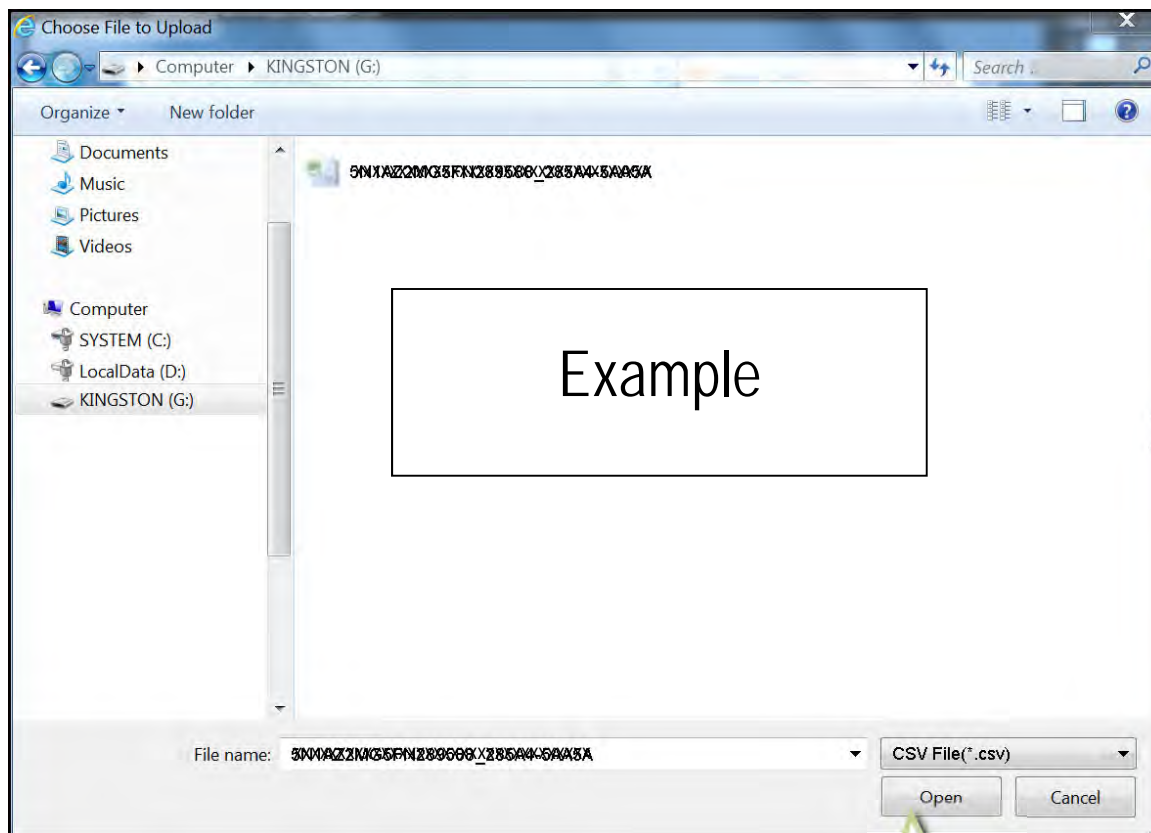 Choose File to Upload
Computer KINGSTON (G:)
Search ..
Organize New folder
Documents
Music
Pictures
Videos
Computer
SYSTEM (C:)
LocalData (D:)
KINGSTON (G:)
Example
File name:
CSV File(*.csv)
Open Cancel